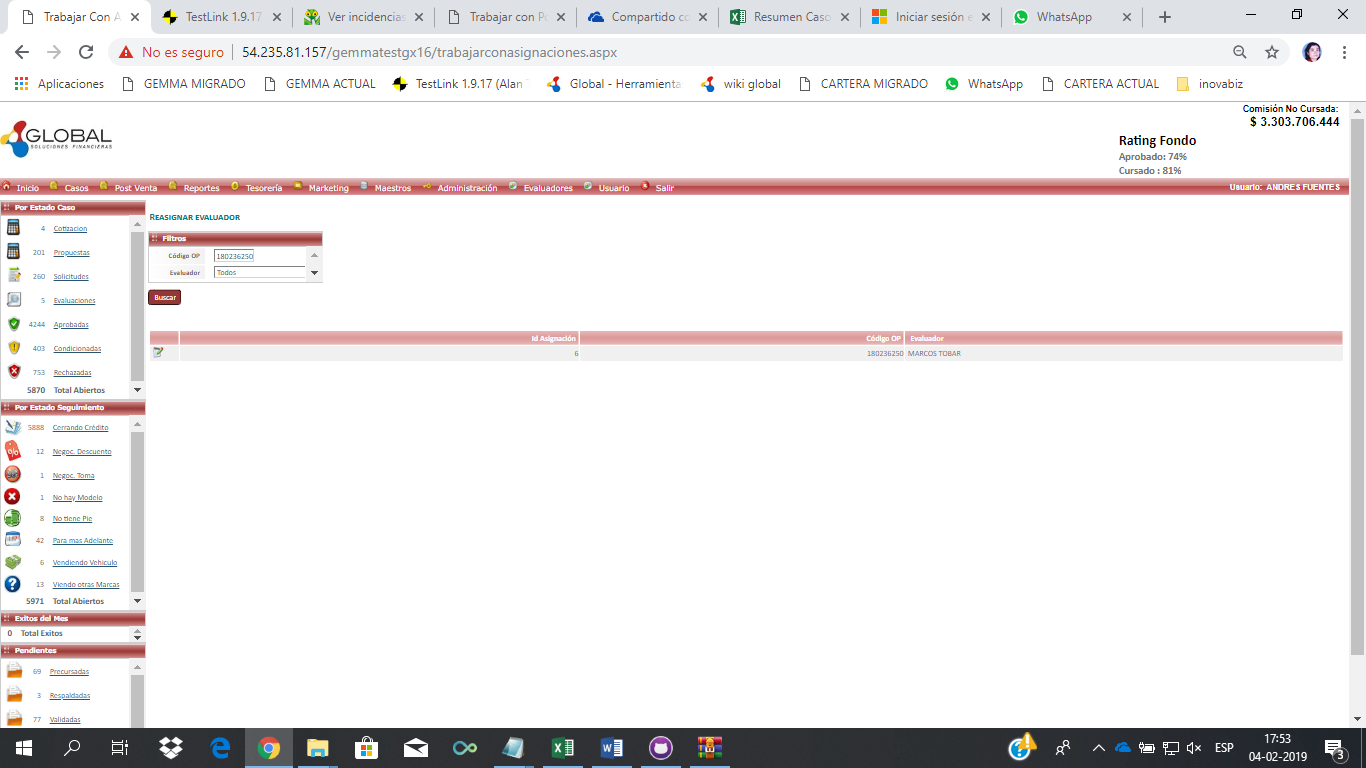 Trabajar Con A
TestLink 1.9.17
Ver incidencias
Trabajar con P
Compartido co
Resumen Caso
Iniciar sesión e
WhatsApp
No es seguro | 54.235.81.157/gemmatestgx16/trabajarconasignaciones.aspx
Aplicaciones GEMMA MIGRADO GEMMA ACTUAL TestLink 1.9.17 (Alan Global - Herramienta wiki global CARTERA MIGRADO WhatsApp CARTERA ACTUAL inovabiz
Comisión No Cursada:
$ 3.303.706.444
GLOBAL
SOLUCIONES FINANCIERAS
Rating Fondo
Aprobado: 74%
Cursado : 81%
Inicio Casos Post Venta Reportes Tesorería Marketing Maestros Administración Evaluadores Usuario Salir Usuario: ANDRES FUENTES
Por Estado Caso
4 Cotizacion
201 Propuestas
260 Solicitudes
5 Evaluaciones
4244 Aprobadas
403 Condicionadas
753 Rechazadas
5870 Total Abiertos
Por Estado Seguimiento
5888 Cerrando Crédito
12 Negoc. Descuento
1 Negoc. Toma
1 No hay Modelo
8 No tiene Pie
42 Para mas Adelante
6 Vendiendo Vehiculo
13 Viendo otras Marcas
5971 Total Abiertos
Exitos del Mes
0 Total Exitos
Pendientes
69 Precursadas
3 Respaldadas
77 Validadas
REASIGNAR EVALUADOR
Filtros
Código OP 180236250
Evaluador Todos
Buscar
Id Asignación Código OP Evaluador
6 180236250 MARCOS TOBAR
ESP
17:53
04-02-2019
3